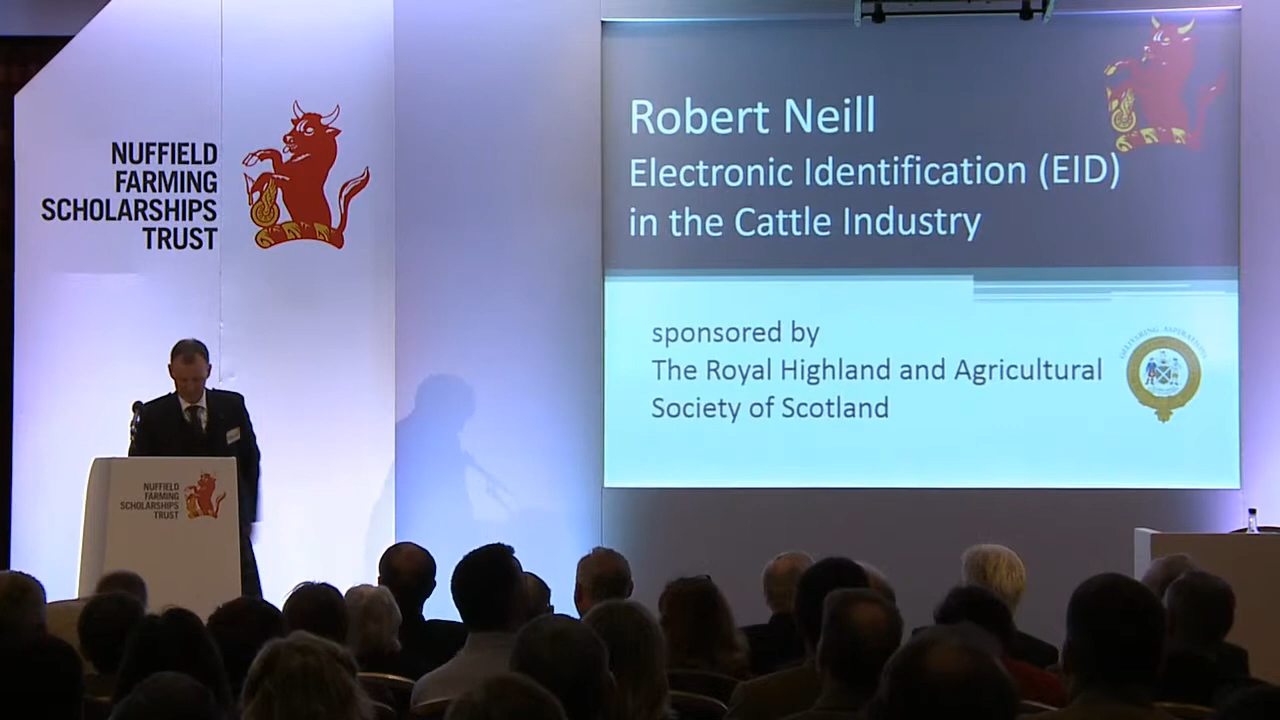 NUFFIELD
FARMING
SCHOLARSHIPS
TRUST
Robert Neill
Electronic Identification (EID)
in the Cattle Industry
sponsored by
The Royal Highland and Agricultural
Society of Scotland
NUFFIELD
FARMING
SCHOLARSHIPS
TRUST